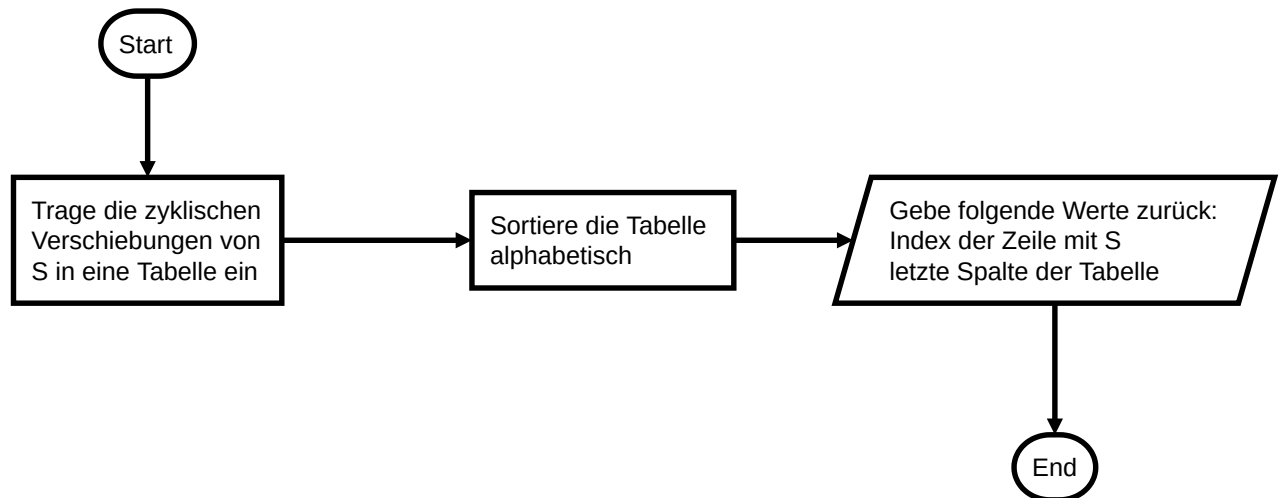 Start
Trage die zyklischen
Verschiebungen von
S in eine Tabelle ein
Sortiere die Tabelle
alphabetisch
Gebe folgende Werte zurück:
Index der Zeile mit S
letzte Spalte der Tabelle
End